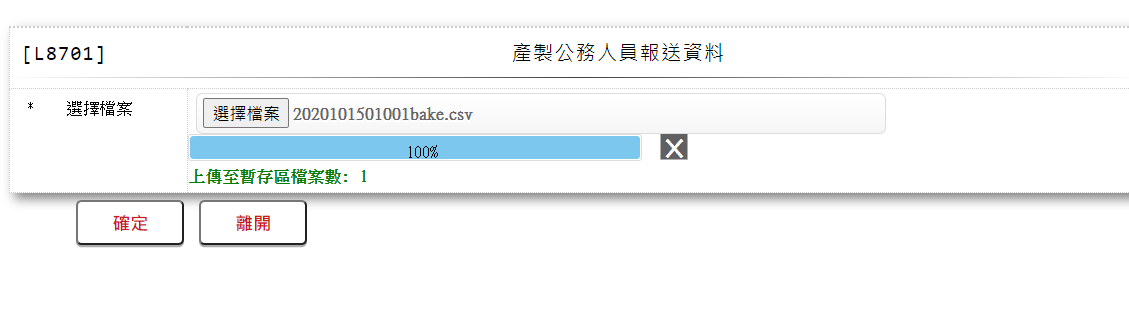 [L8701] 產製公務人員報送資料
* 選擇檔案 選擇檔案 2020101501001bake.csv
100% X
上傳至暫存區檔案數: 1
確定 離開